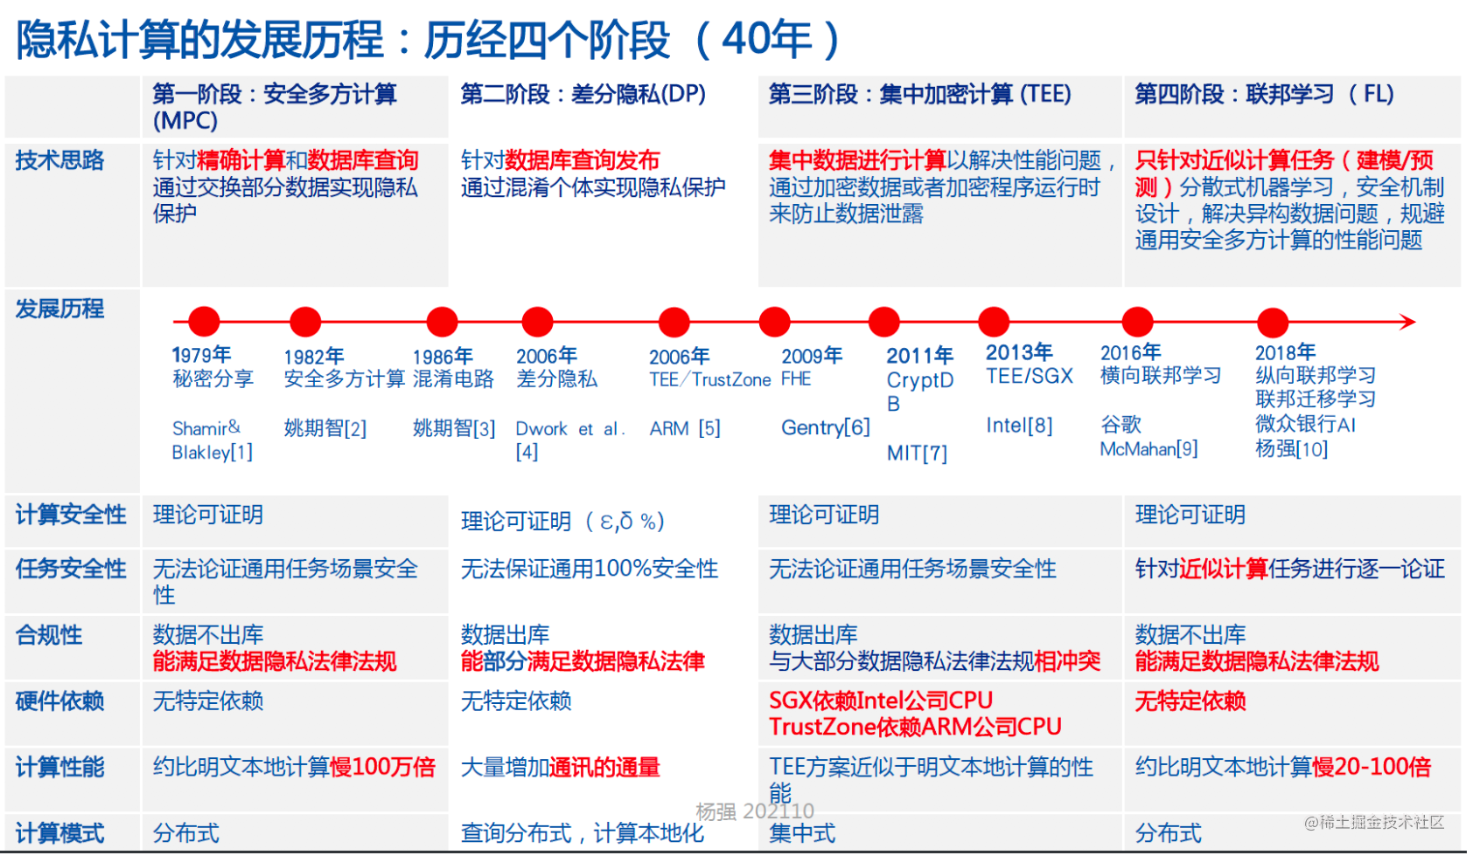 隐私计算的发展历程：历经四个阶段（40年）
第一阶段：安全多方计算
(MPC)
第二阶段：差分隐私(DP)
第三阶段：集中加密计算 (TEE)
第四阶段：联邦学习 （ FL)
技术思路
针对精确计算和数据库查询
通过交换部分数据实现隐私
保护
针对数据库查询发布
通过混淆个体实现隐私保护
集中数据进行计算以解决性能问题，
通过加密数据或者加密程序运行时
来防止数据泄露
只针对近似计算任务（建模/预
测）分散式机器学习，安全机制
设计，解决异构数据问题，规避
通用安全多方计算的性能问题
发展历程
1979年
秘密分享
Shamir&
Blakley[1]
1982年
安全多方计算
姚期智[2]
1986年
混淆电路
姚期智[3]
2006年
差分隐私
Dwork et al.
[4]
2006年
TEE/TrustZone
ARM [5]
2009年
FHE
Gentry[6]
2011年
CryptD
B
MIT[7]
2013年
TEE/SGX
Intel[8]
2016年
横向联邦学习
谷歌
McMahan[9]
2018年
纵向联邦学习
联邦迁移学习
微众银行AI
杨强[10]
计算安全性
理论可证明
理论可证明（ε,δ %）
理论可证明
理论可证明
任务安全性
无法论证通用任务场景安全
性
无法保证通用100%安全性
无法论证通用任务场景安全性
针对近似计算任务进行逐一论证
合规性
数据不出库
能满足数据隐私法律法规
数据出库
能部分满足数据隐私法律
数据出库
与大部分数据隐私法律法规相冲突
数据不出库
能满足数据隐私法律法规
硬件依赖
无特定依赖
无特定依赖
SGX依赖Intel公司CPU
TrustZone依赖ARM公司CPU
无特定依赖
计算性能
约比明文本地计算慢100万倍
大量增加通讯的通量
TEE方案近似于明文本地计算的性
能
约比明文本地计算慢20-100倍
计算模式
分布式
查询分布式，计算本地化
集中式
分布式
杨强 202110
@稀土掘金技术社区